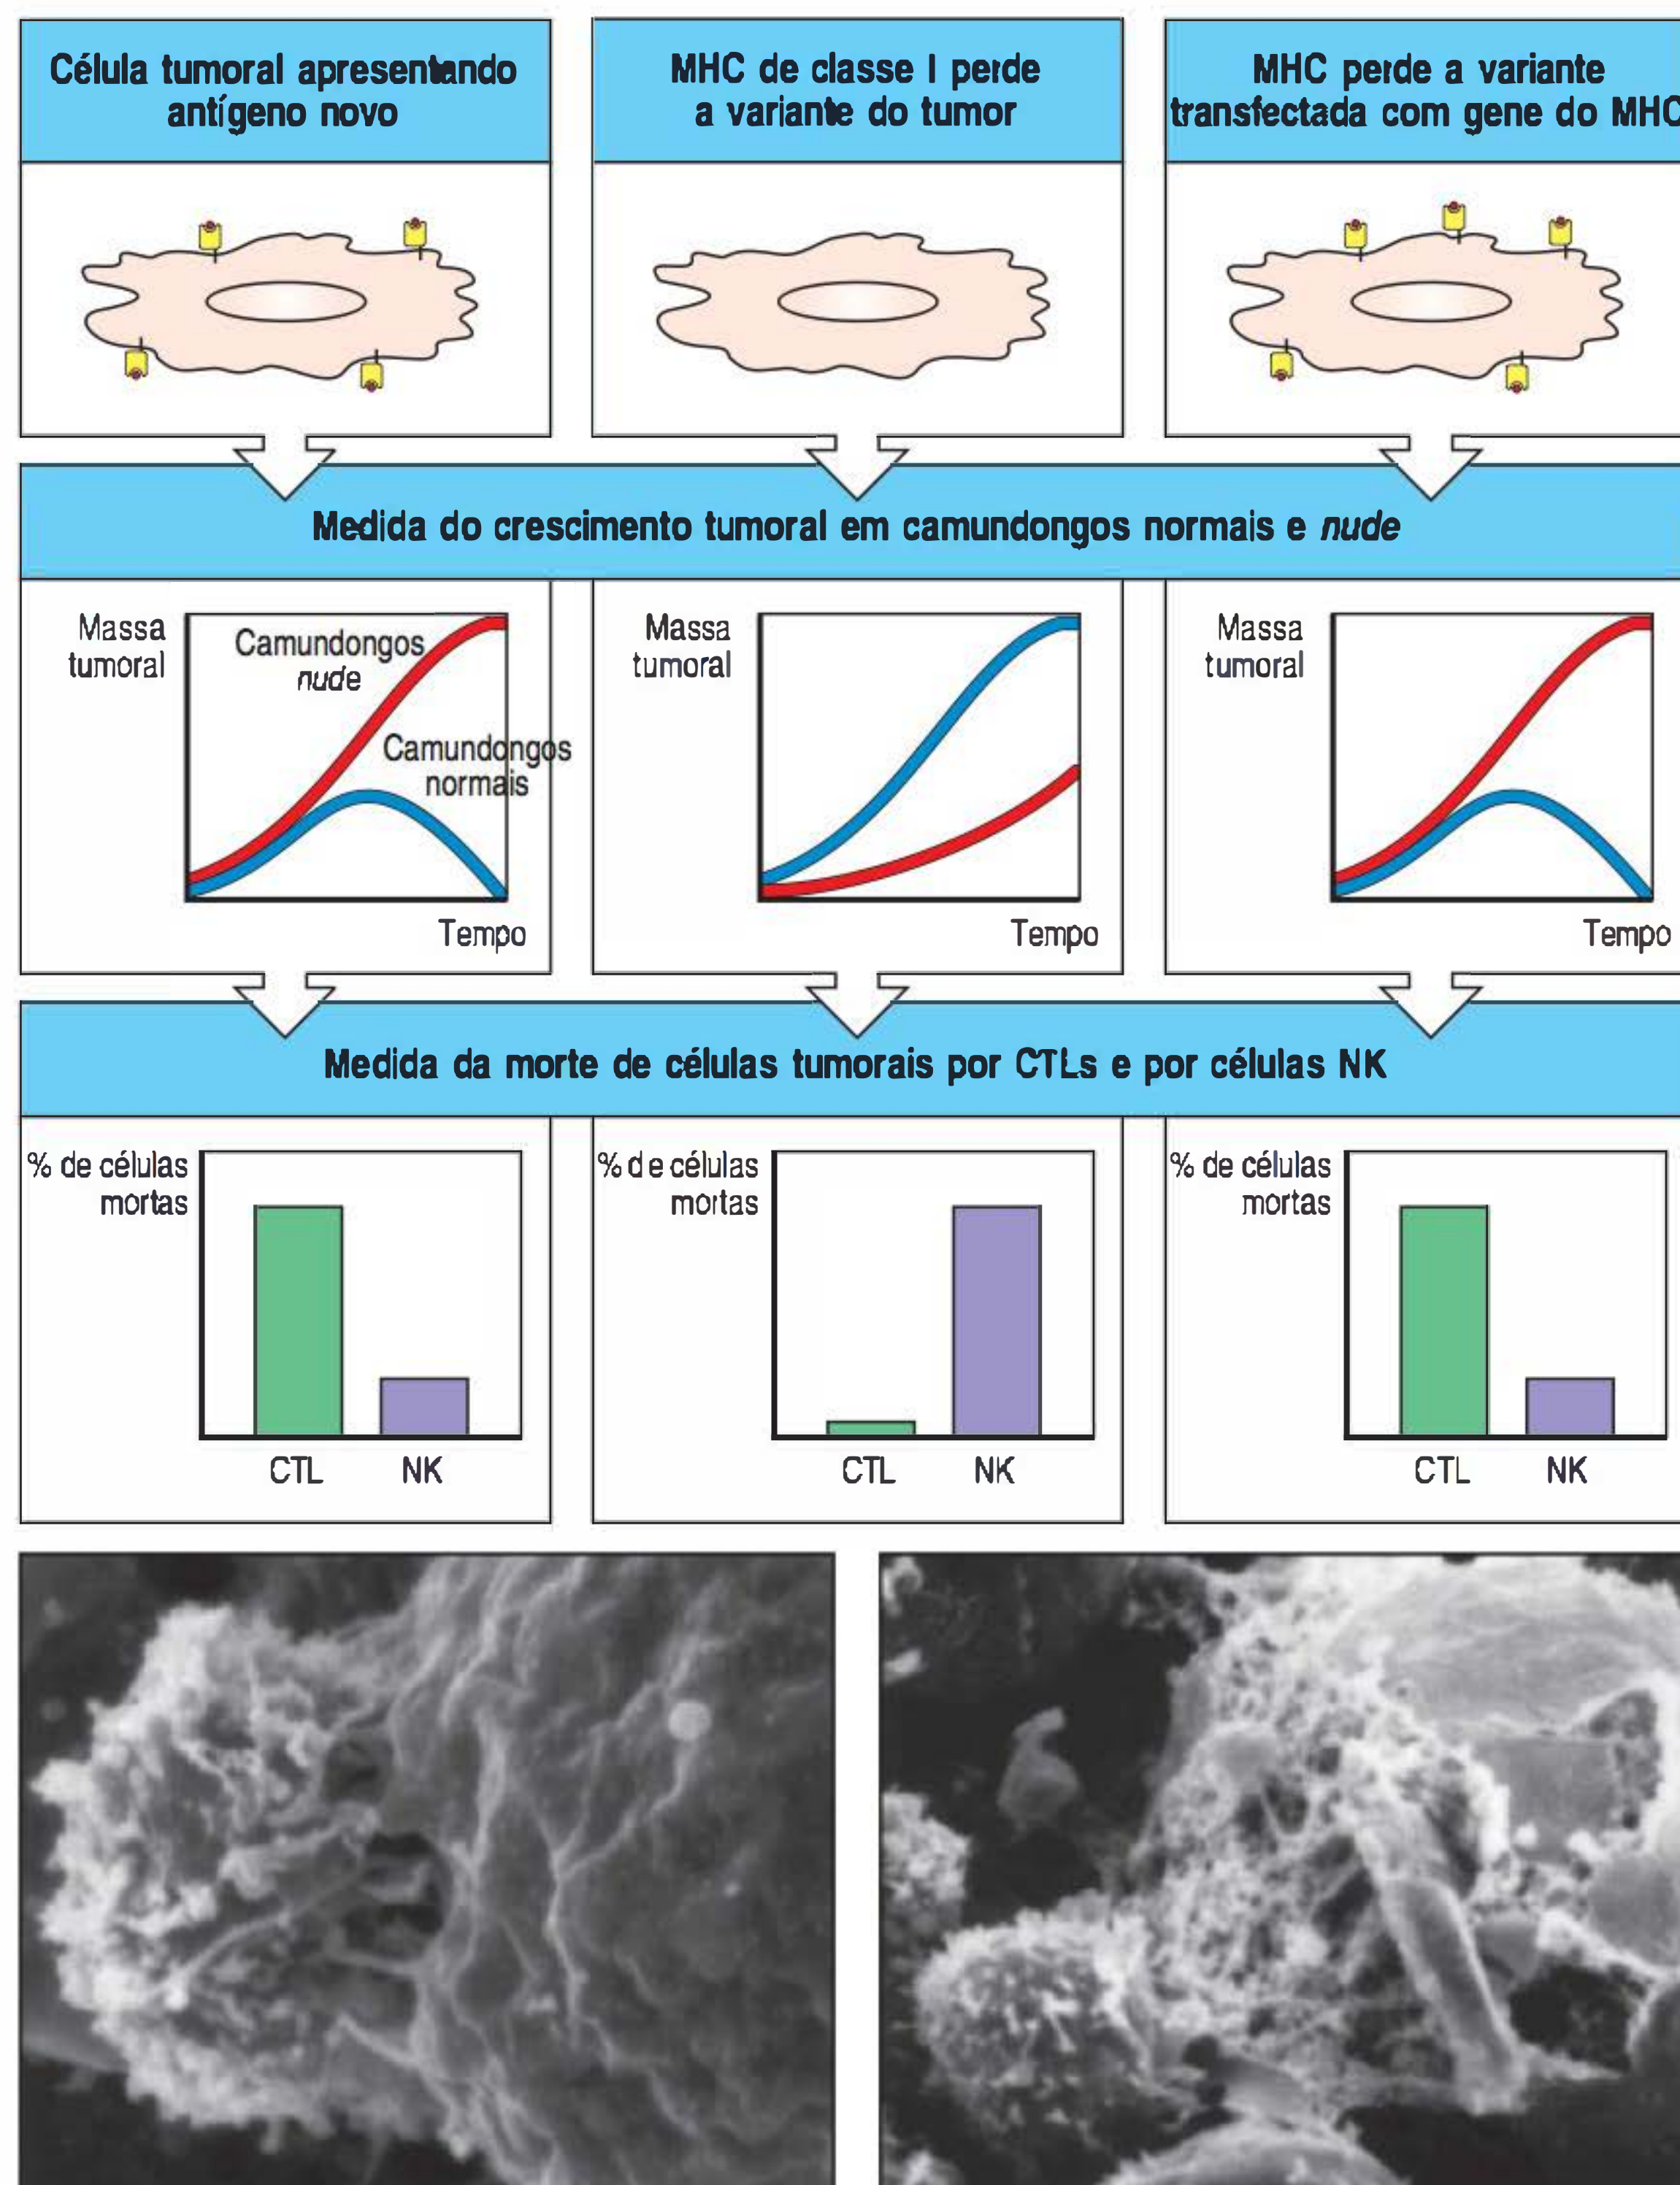 Célula tumoral apresentando
antígeno novo
MHC de classe I perde
a variante do tumor
MHC perde a variante
transfectada com gene do MHC
Medida do crescimento tumoral em camundongos normais e nude
Massa
tumoral
Camundongos
nude
Camundongos
normais
Tempo
Massa
tumoral
Tempo
Massa
tumoral
Tempo
Medida da morte de células tumorais por CTLs e por células NK
% de células
mortas
CTL NK
% de células
mortas
CTL NK
% de células
mortas
CTL NK